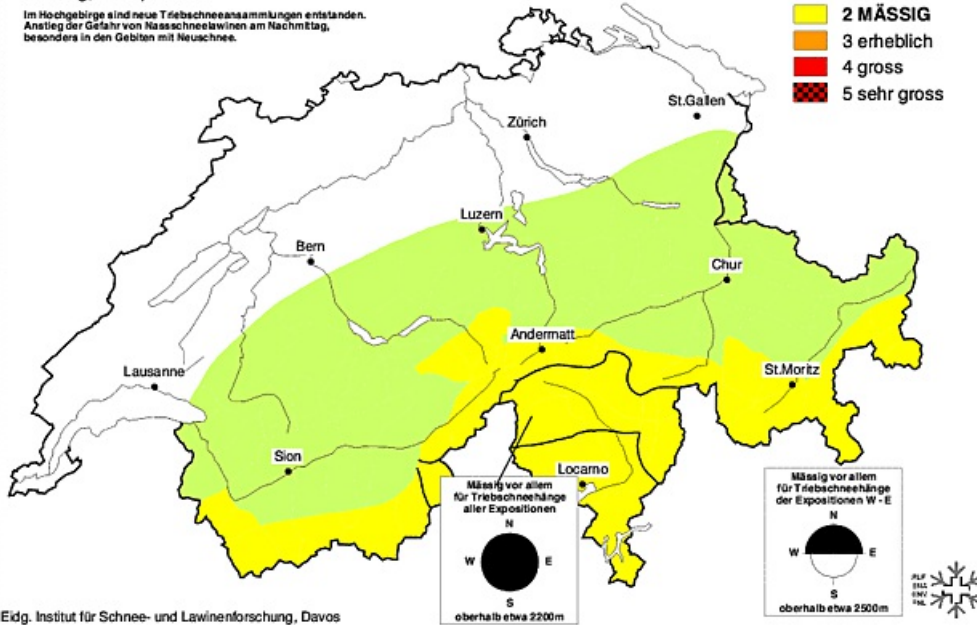 Im Hochgebirge sind neue Triebschneeansammlungen entstanden.
Anstieg der Gefahr von Nassschneelawinen am Nachmittag,
besonders in den Gebiten mit Neuschnee.
2 MÄSSIG
3 erheblich
4 gross
5 sehr gross
St.Gallen
Zürich
Luzern
Bern
Chur
Andermatt
Lausanne
St.Moritz
Sion
Locarno
Mässig vor allem
für Triebschneehänge
aller Expositionen
N
W E
S
oberhalb etwa 2200m
Mässig vor allem
für Triebschneehänge
der Expositionen W - E
N
W E
S
oberhalb etwa 2500m
Eidg. Institut für Schnee- und Lawinenforschung, Davos